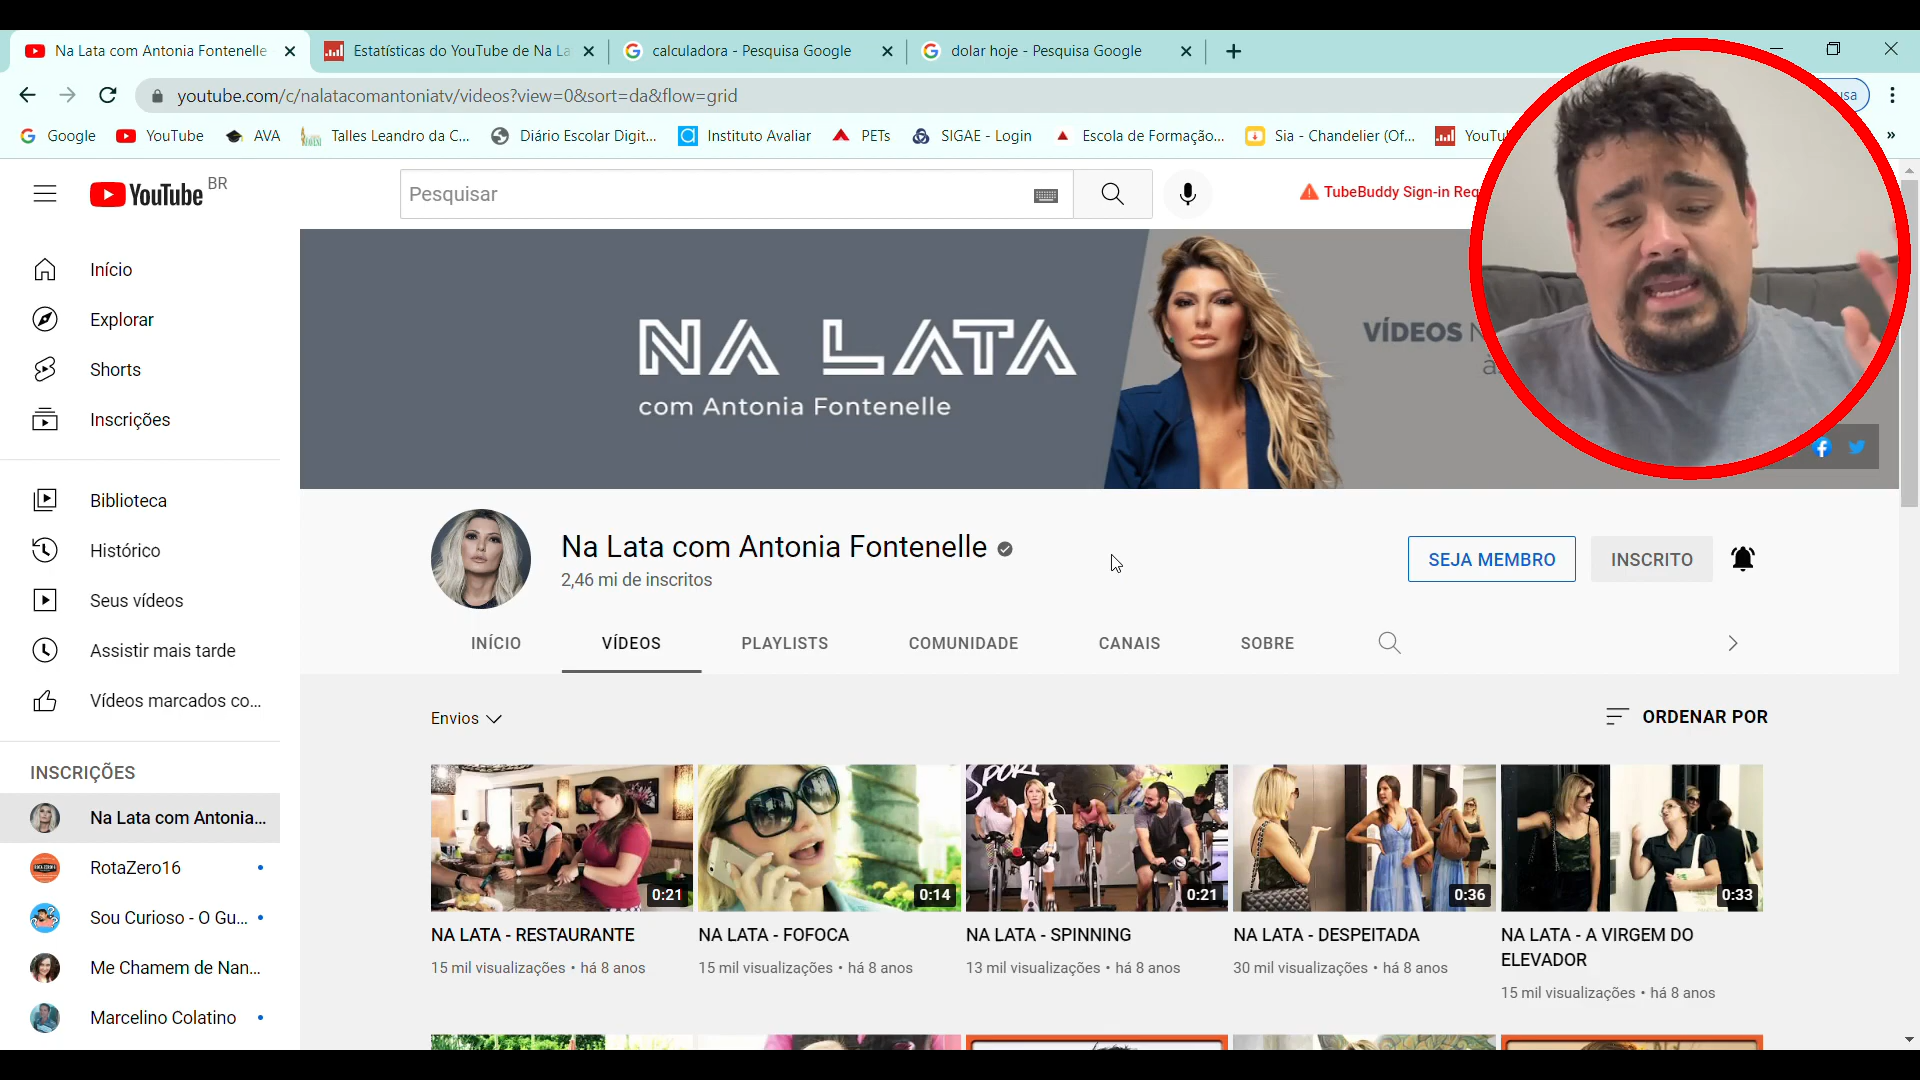 Na Lata com Antonia Fontenelle
Estatísticas do YouTube de Na La
calculadora - Pesquisa Google
dolar hoje - Pesquisa Google
youtube.com/c/nalatacomantoniatv/videos?view=0&sort=da&flow=grid
Google
YouTube
AVA
Talles Leandro da C...
Diário Escolar Digit...
Instituto Avaliar
PETs
SIGAE - Login
Escola de Formação...
Sia - Chandelier (Of...
YouTu
YouTube BR
Pesquisar
TubeBuddy Sign-in Req
Início
Explorar
Shorts
Inscrições
Biblioteca
Histórico
Seus vídeos
Assistir mais tarde
Vídeos marcados co...
INSCRIÇÕES
Na Lata com Antonia...
RotaZero16
Sou Curioso - O Gu...
Me Chamem de Nan...
Marcelino Colatino
NA LATA
com Antonia Fontenelle
VÍDEOS
Na Lata com Antonia Fontenelle
2,46 mi de inscritos
SEJA MEMBRO
INSCRITO
INÍCIO
VÍDEOS
PLAYLISTS
COMUNIDADE
CANAIS
SOBRE
Envios
ORDENAR POR
SPORT
0:21
0:14
0:21
0:36
0:33
NA LATA - RESTAURANTE
15 mil visualizações • há 8 anos
NA LATA - FOFOCA
15 mil visualizações • há 8 anos
NA LATA - SPINNING
13 mil visualizações • há 8 anos
NA LATA - DESPEITADA
30 mil visualizações • há 8 anos
NA LATA - A VIRGEM DO
ELEVADOR
15 mil visualizações • há 8 anos